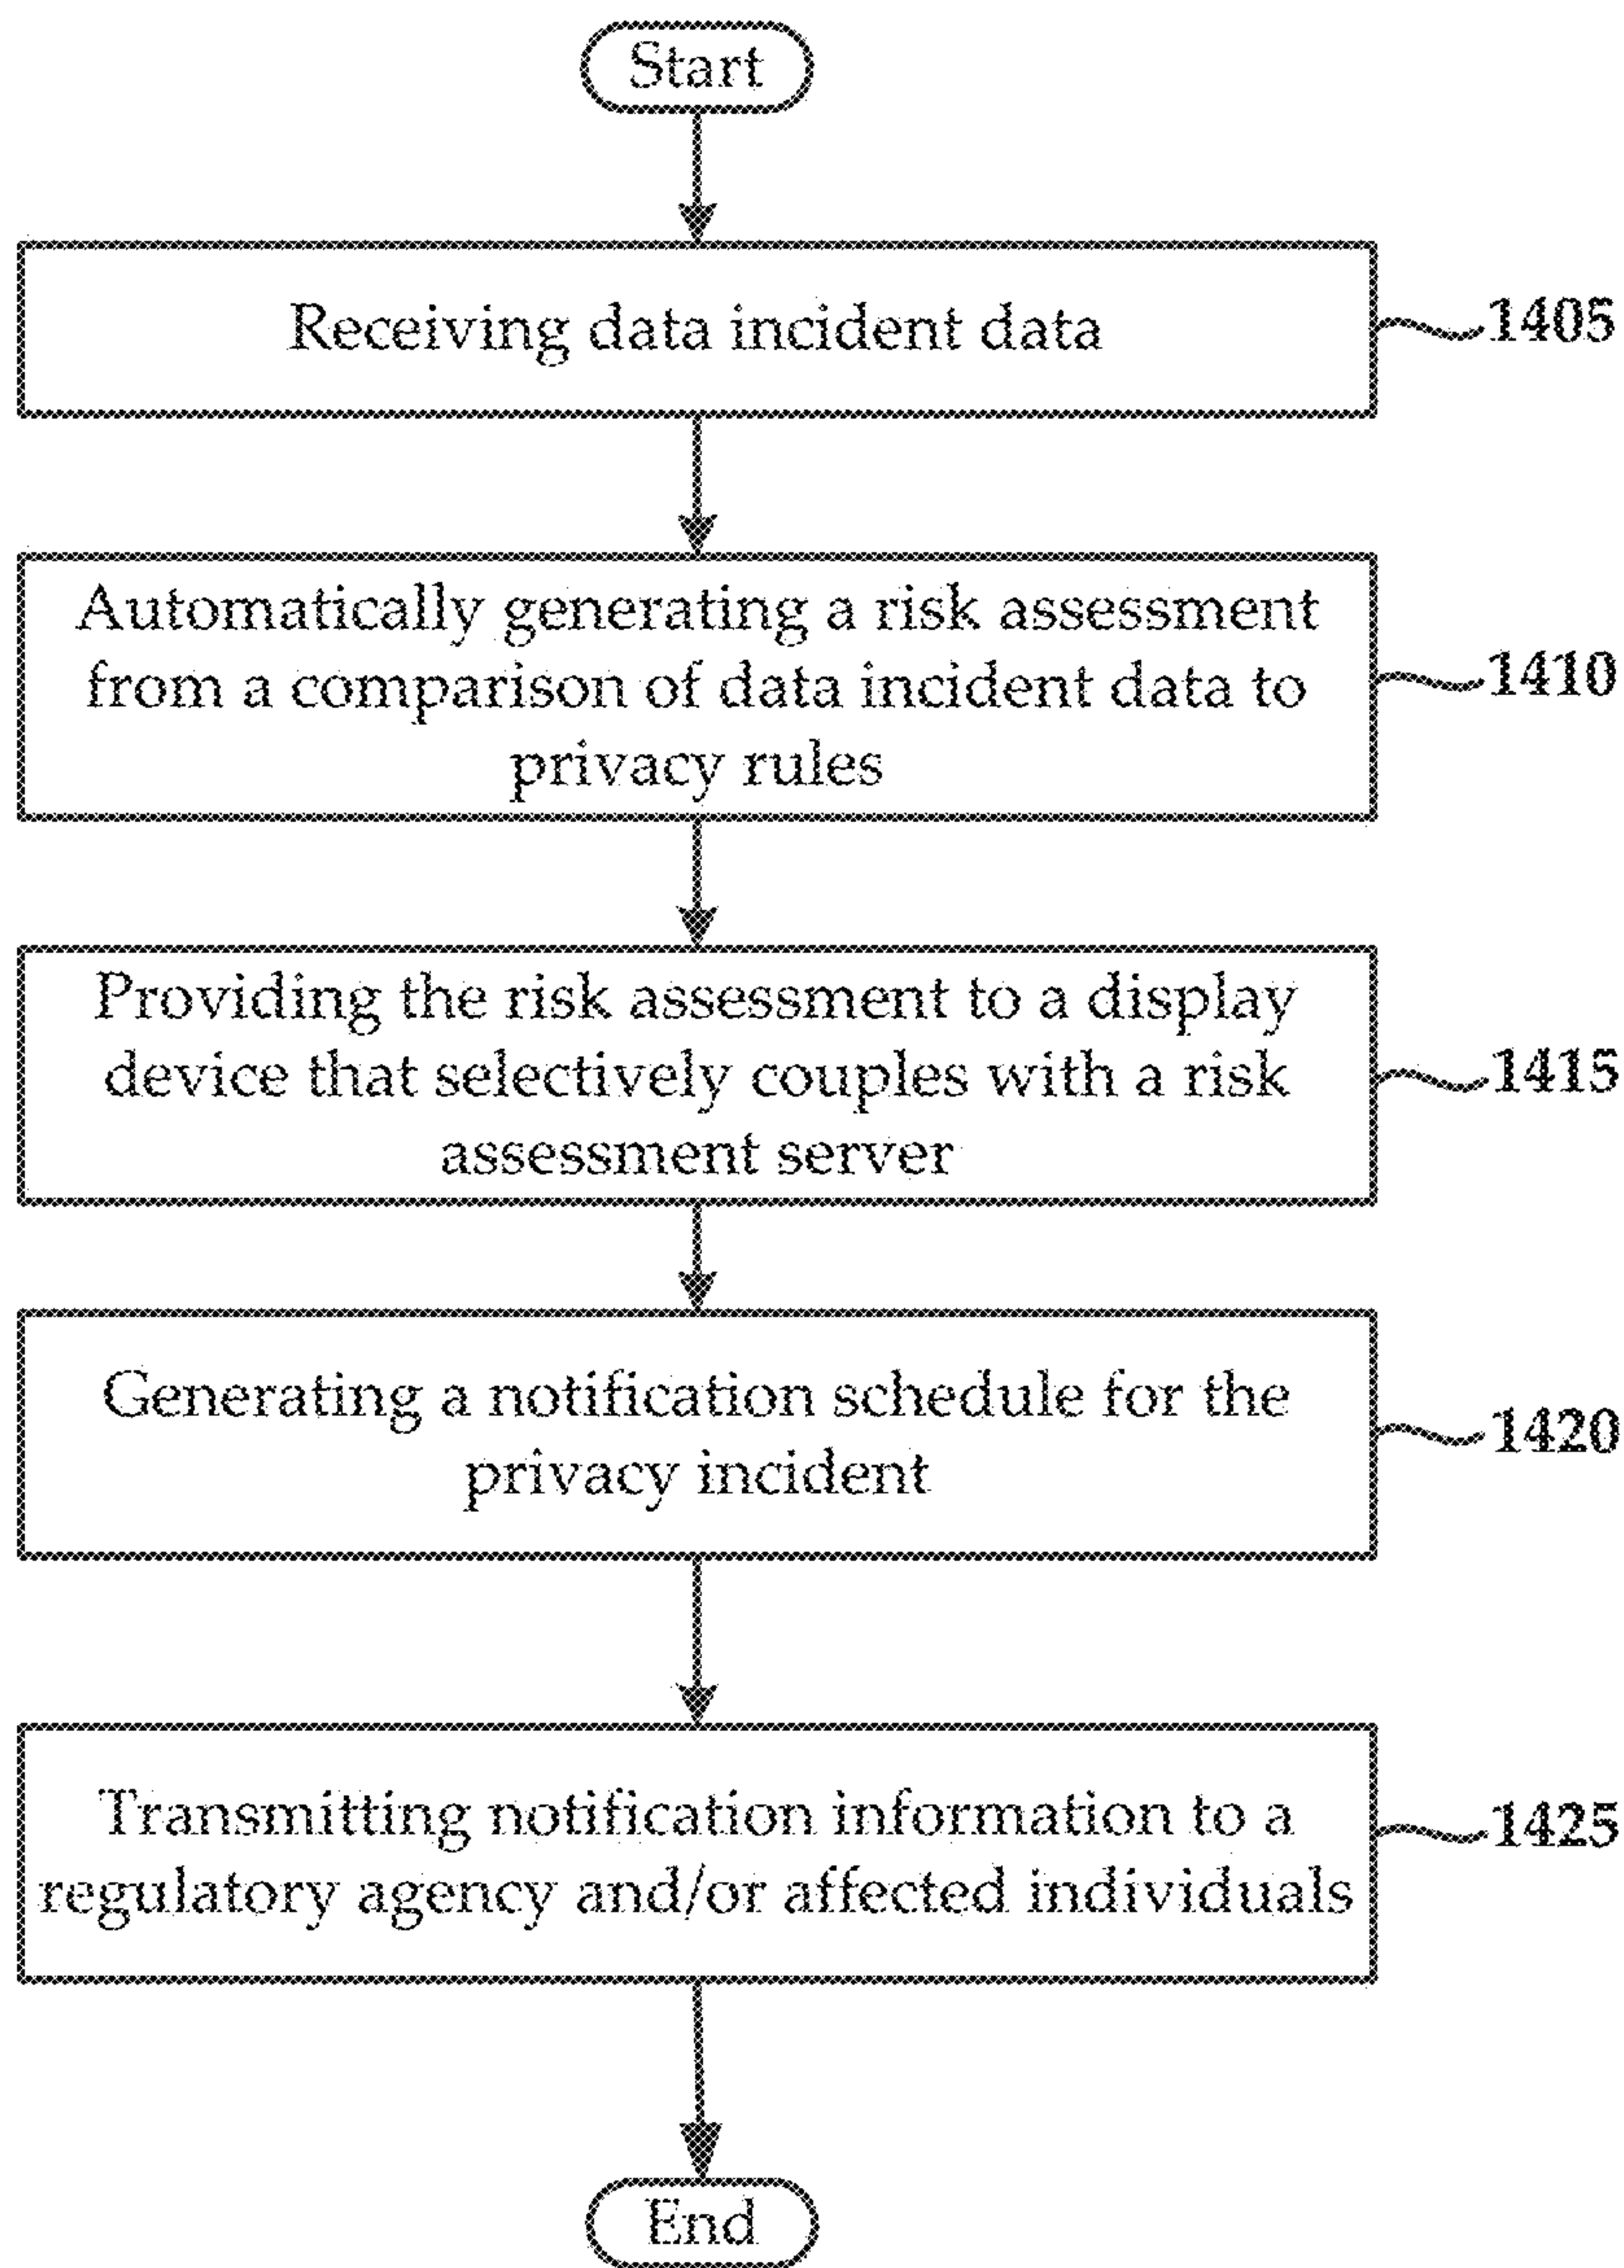 Start
Receiving data incident data
1405
Automatically generating a risk assessment
from a comparison of data incident data to
privacy rules
1410
Providing the risk assessment to a display
device that selectively couples with a risk
assessment server
1415
Generating a notification schedule for the
privacy incident
1420
Transmitting notification information to a
regulatory agency and/or affected individuals
1425
End